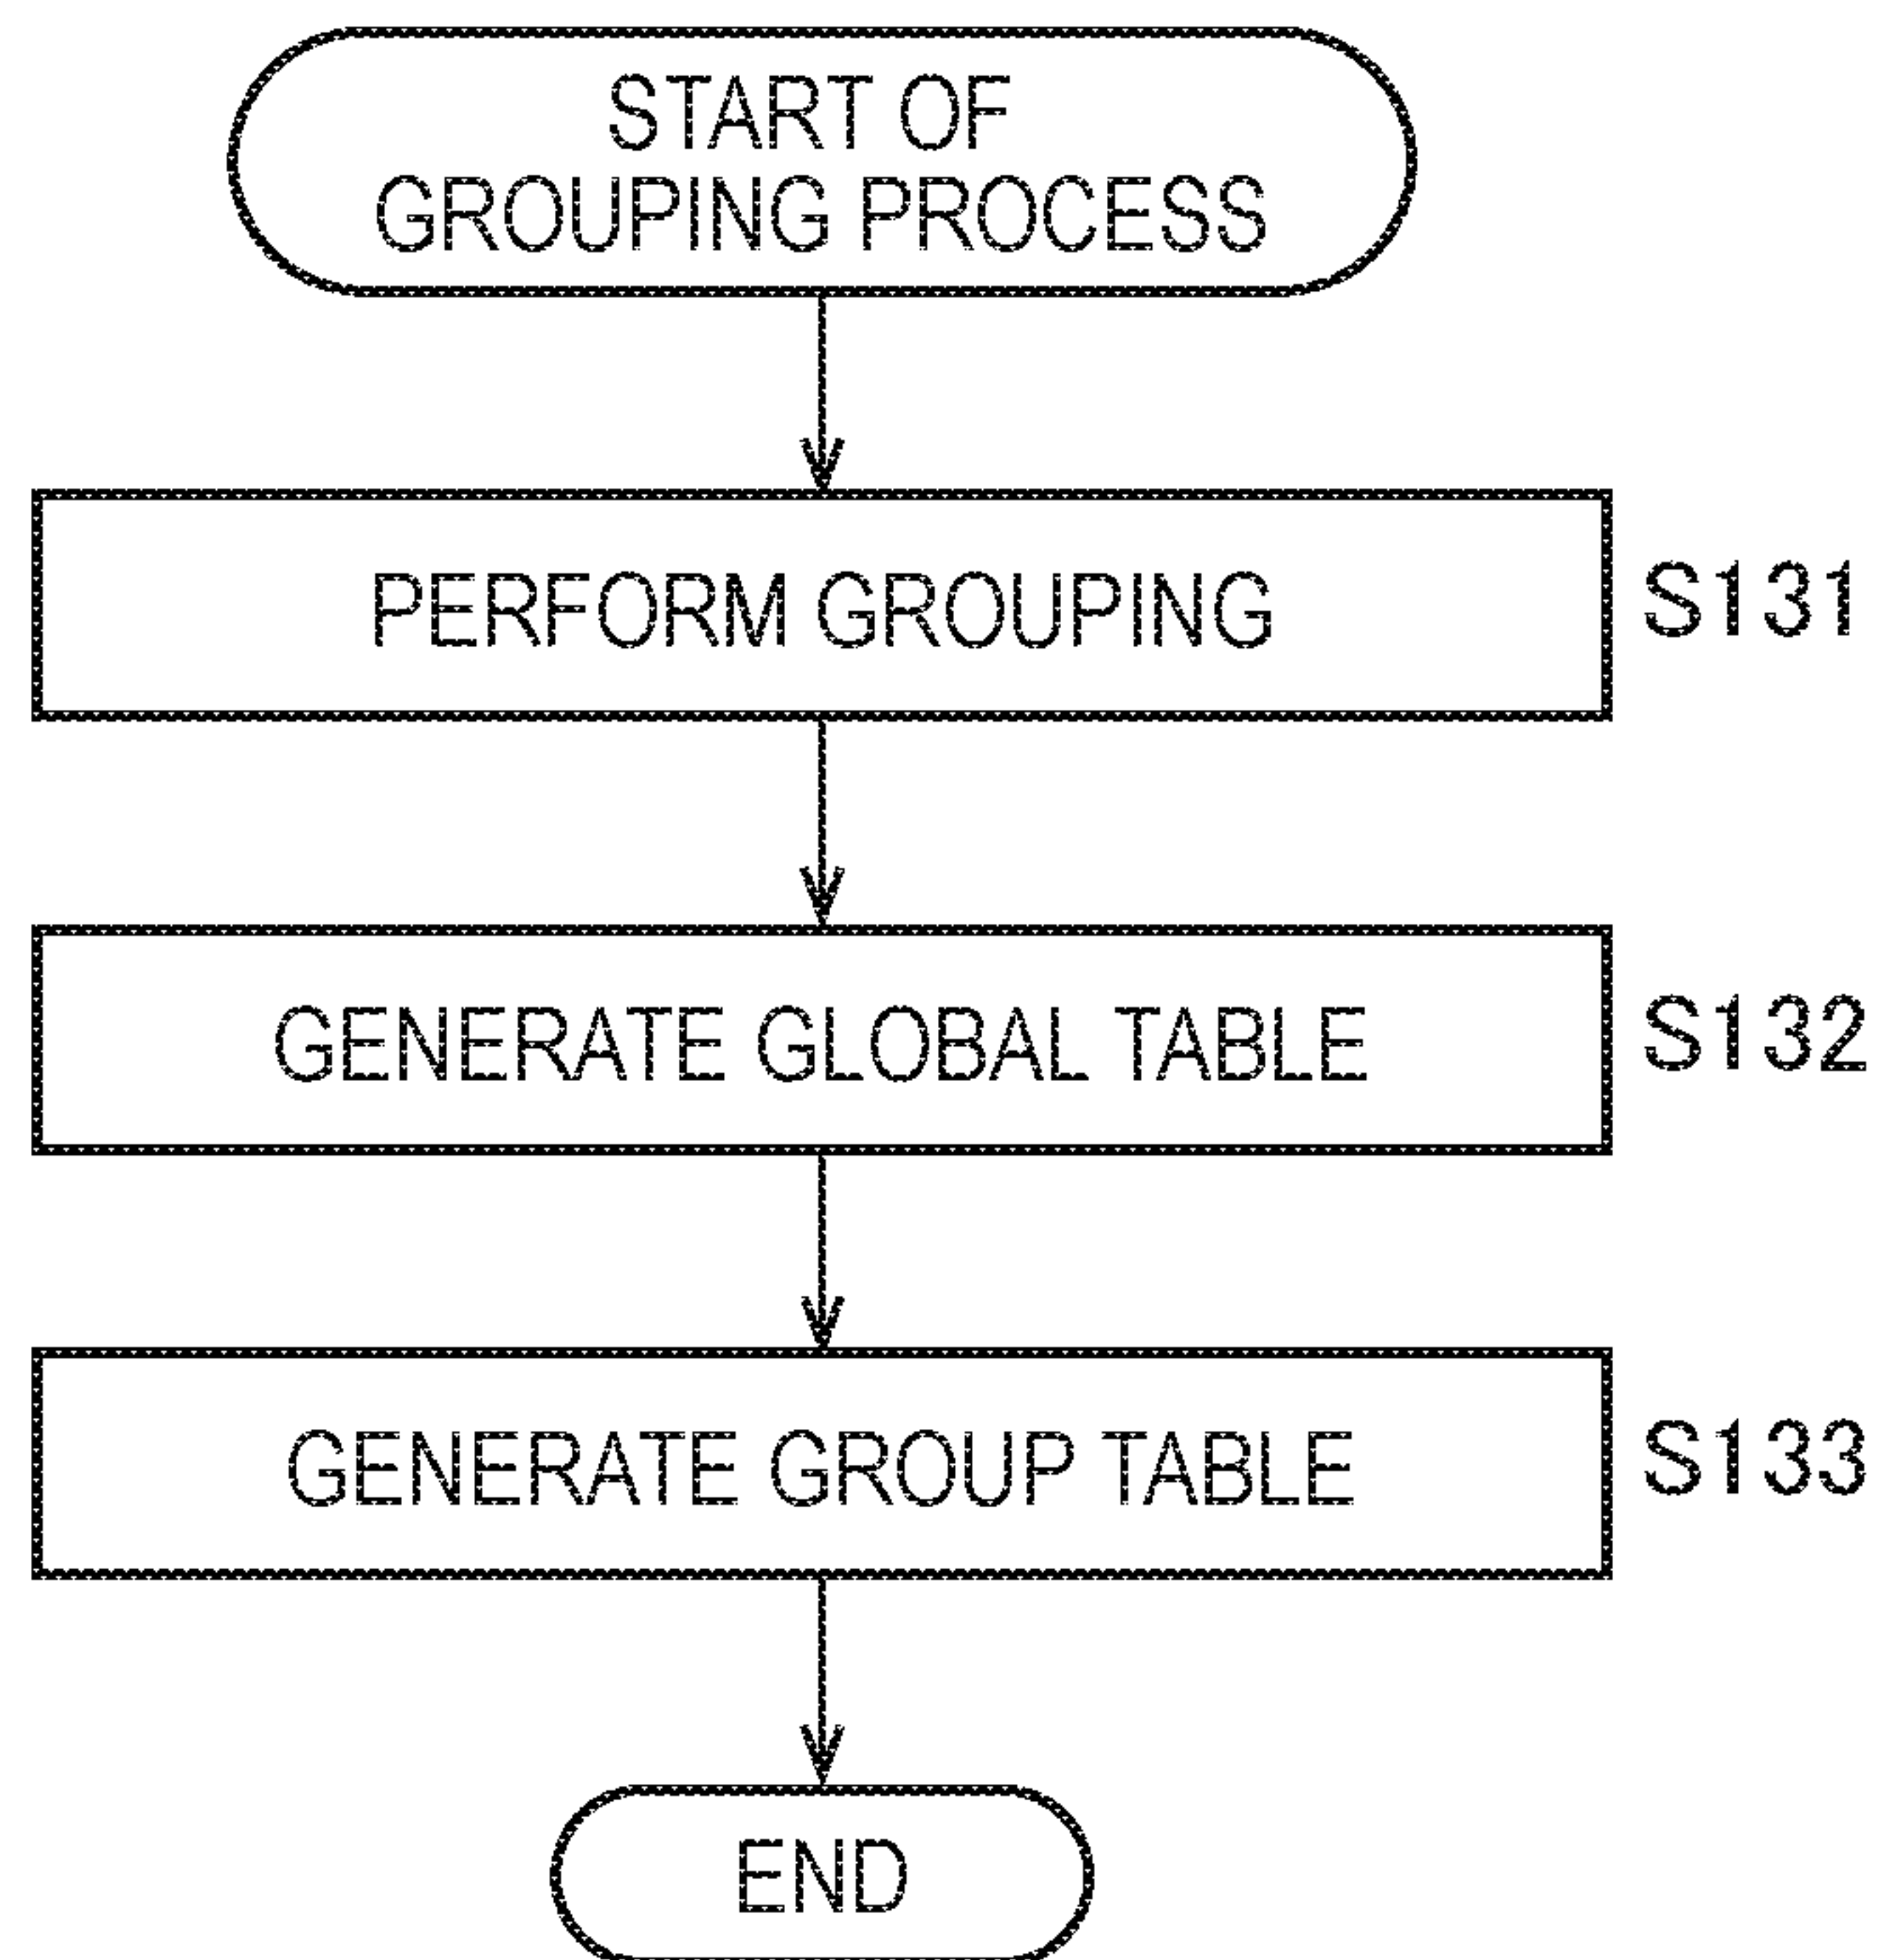 START OF
GROUPING PROCESS
PERFORM GROUPING
S131
GENERATE GLOBAL TABLE
S132
GENERATE GROUP TABLE
S133
END